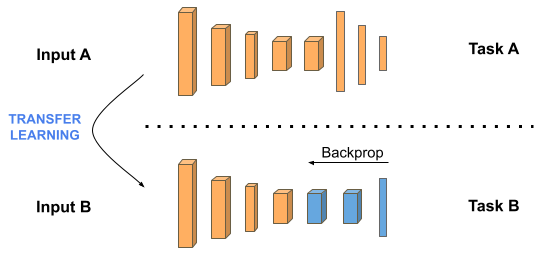 Input A
Task A
TRANSFER
LEARNING
Backprop
Input B
Task B